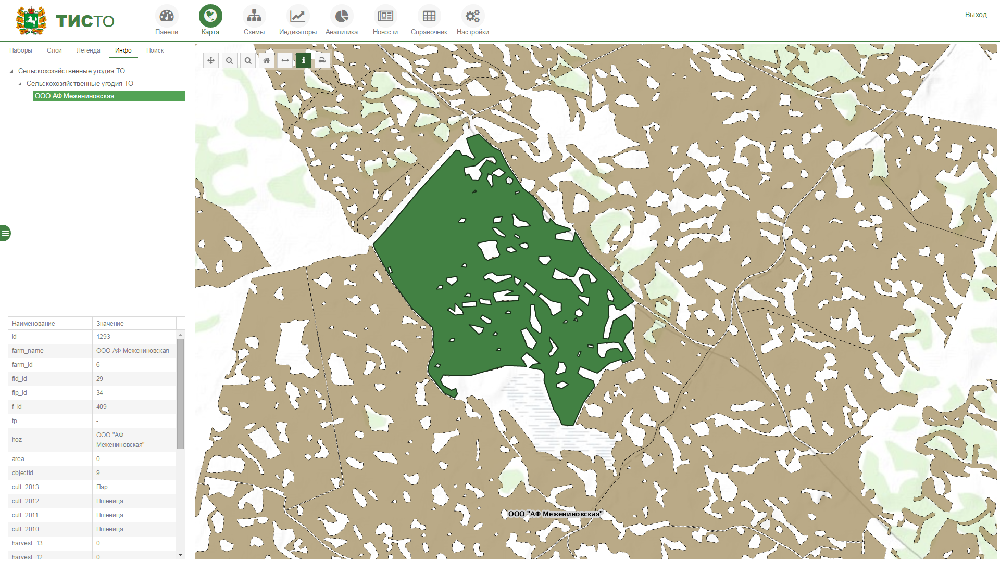 ТИСТО
Панели
Карта
Схемы
Индикаторы
Аналитика
Новости
Справочник
Настройки
Выход
Наборы
Слои
Легенда
Инфо
Поиск
Сельскохозяйственные угодия ТО
Сельскохозяйственные угодия ТО
ООО АФ Межениновская
Наименование Значение
id 1293
farm_name ООО АФ Межениновская
farm_id 6
fld_id 29
flp_id 34
f_id 409
tp -
hoz ООО "АФ
Межениновская"
area 0
objectid 9
cult_2013 Пар
cult_2012 Пшеница
cult_2011 Пшеница
cult_2010 Пшеница
harvest_13 0
harvest_12 0
ООО "АФ Межениновская"